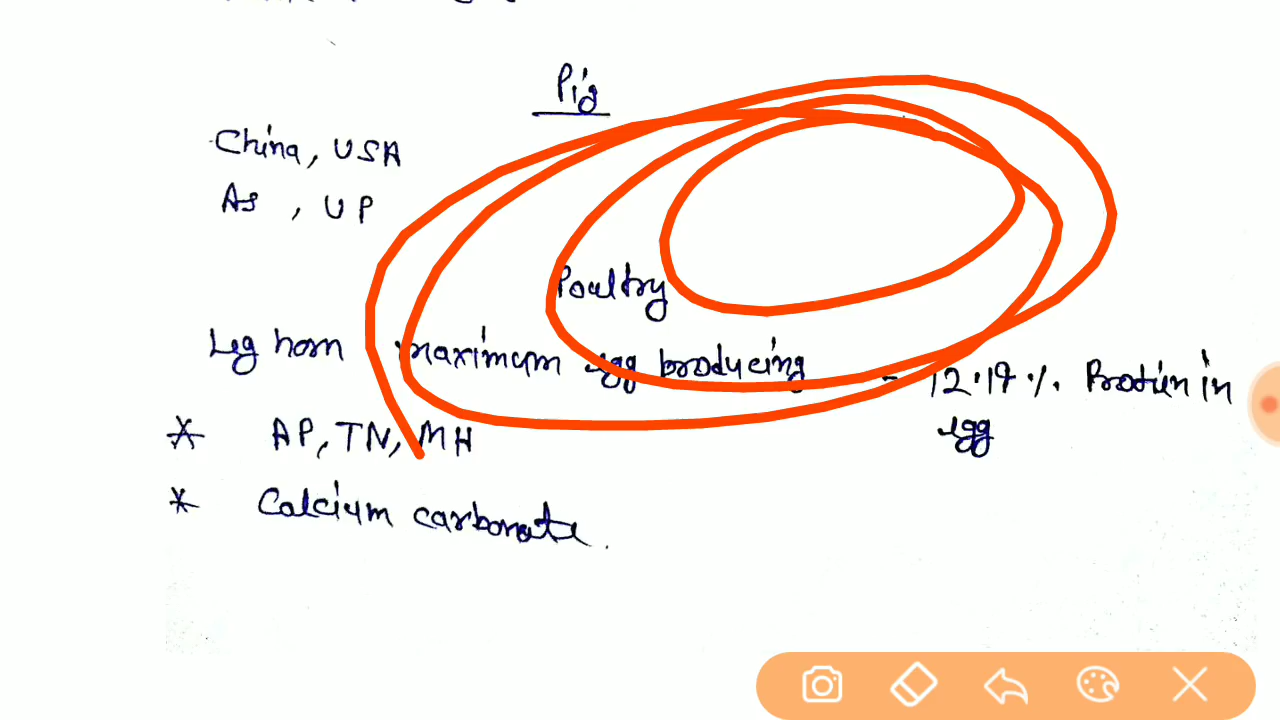 Pig
China, USA
As , UP
Poultry
Leg horn maximum egg producing - 12.17 %. Protien in
egg
* AP, TN, MH
* Calcium carbonate.